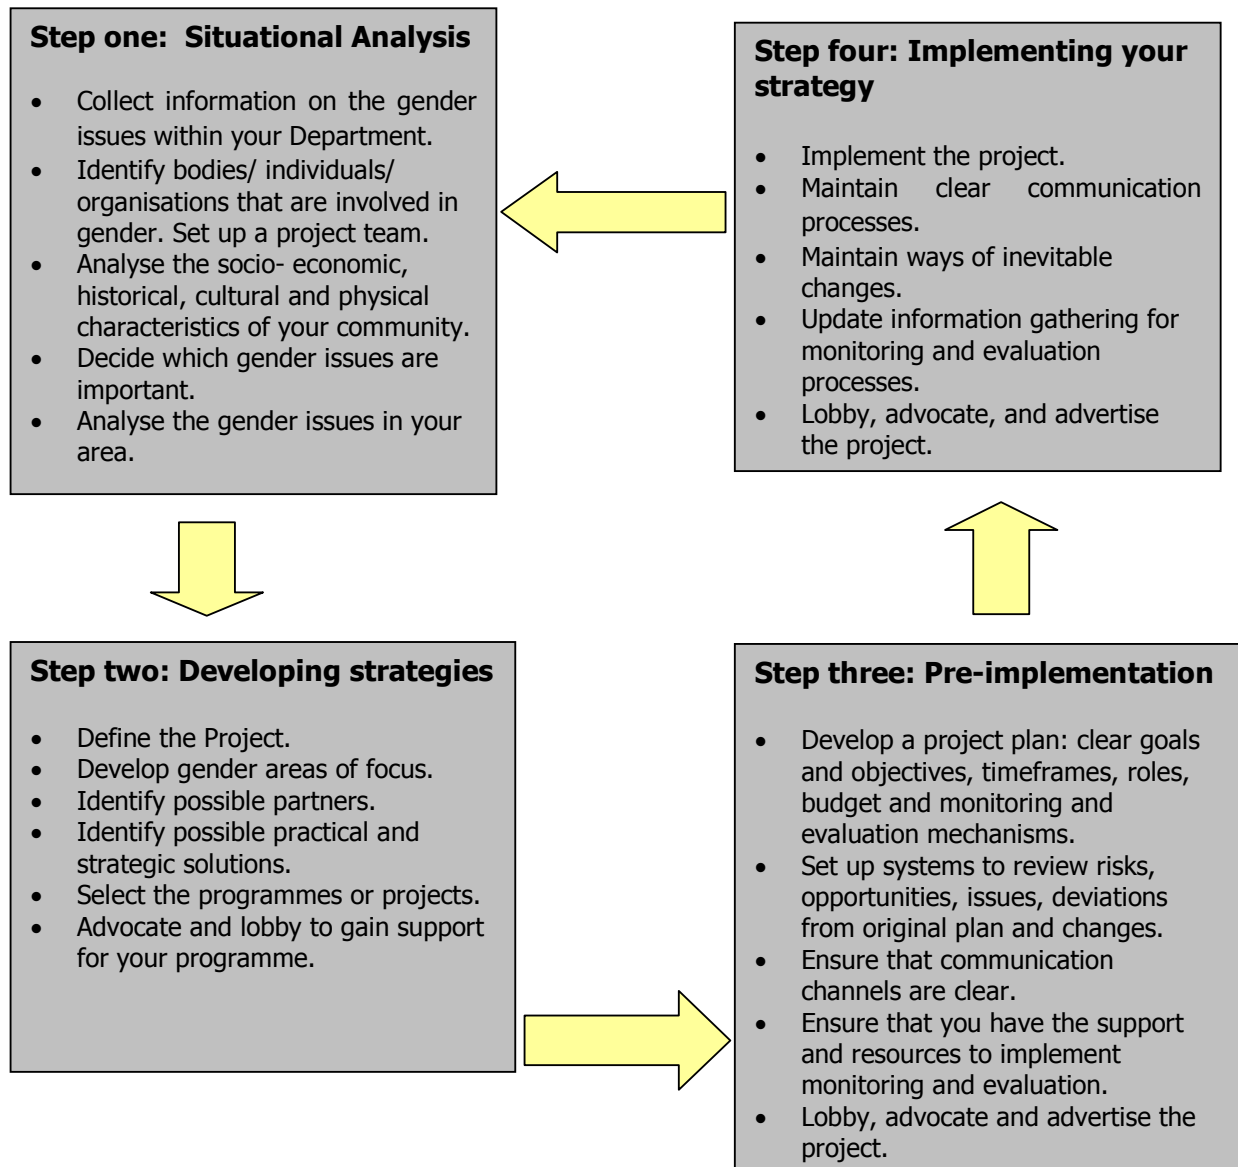 Step one:  Situational Analysis
• Collect information on the gender
issues within your Department.
• Identify bodies/ individuals/
organisations that are involved in
gender. Set up a project team.
• Analyse the socio- economic,
historical, cultural and physical
characteristics of your community.
• Decide which gender issues are
important.
• Analyse the gender issues in your
area.
Step two: Developing strategies
• Define the Project.
• Develop gender areas of focus.
• Identify possible partners.
• Identify possible practical and
strategic solutions.
• Select the programmes or projects.
• Advocate and lobby to gain support
for your programme.
Step three: Pre-implementation
• Develop a project plan: clear goals
and objectives, timeframes, roles,
budget and monitoring and
evaluation mechanisms.
• Set up systems to review risks,
opportunities, issues, deviations
from original plan and changes.
• Ensure that communication
channels are clear.
• Ensure that you have the support
and resources to implement
monitoring and evaluation.
• Lobby, advocate and advertise the
project.
Step four: Implementing your
strategy
• Implement the project.
• Maintain clear communication
processes.
• Maintain ways of inevitable
changes.
• Update information gathering for
monitoring and evaluation
processes.
• Lobby, advocate, and advertise
the project.